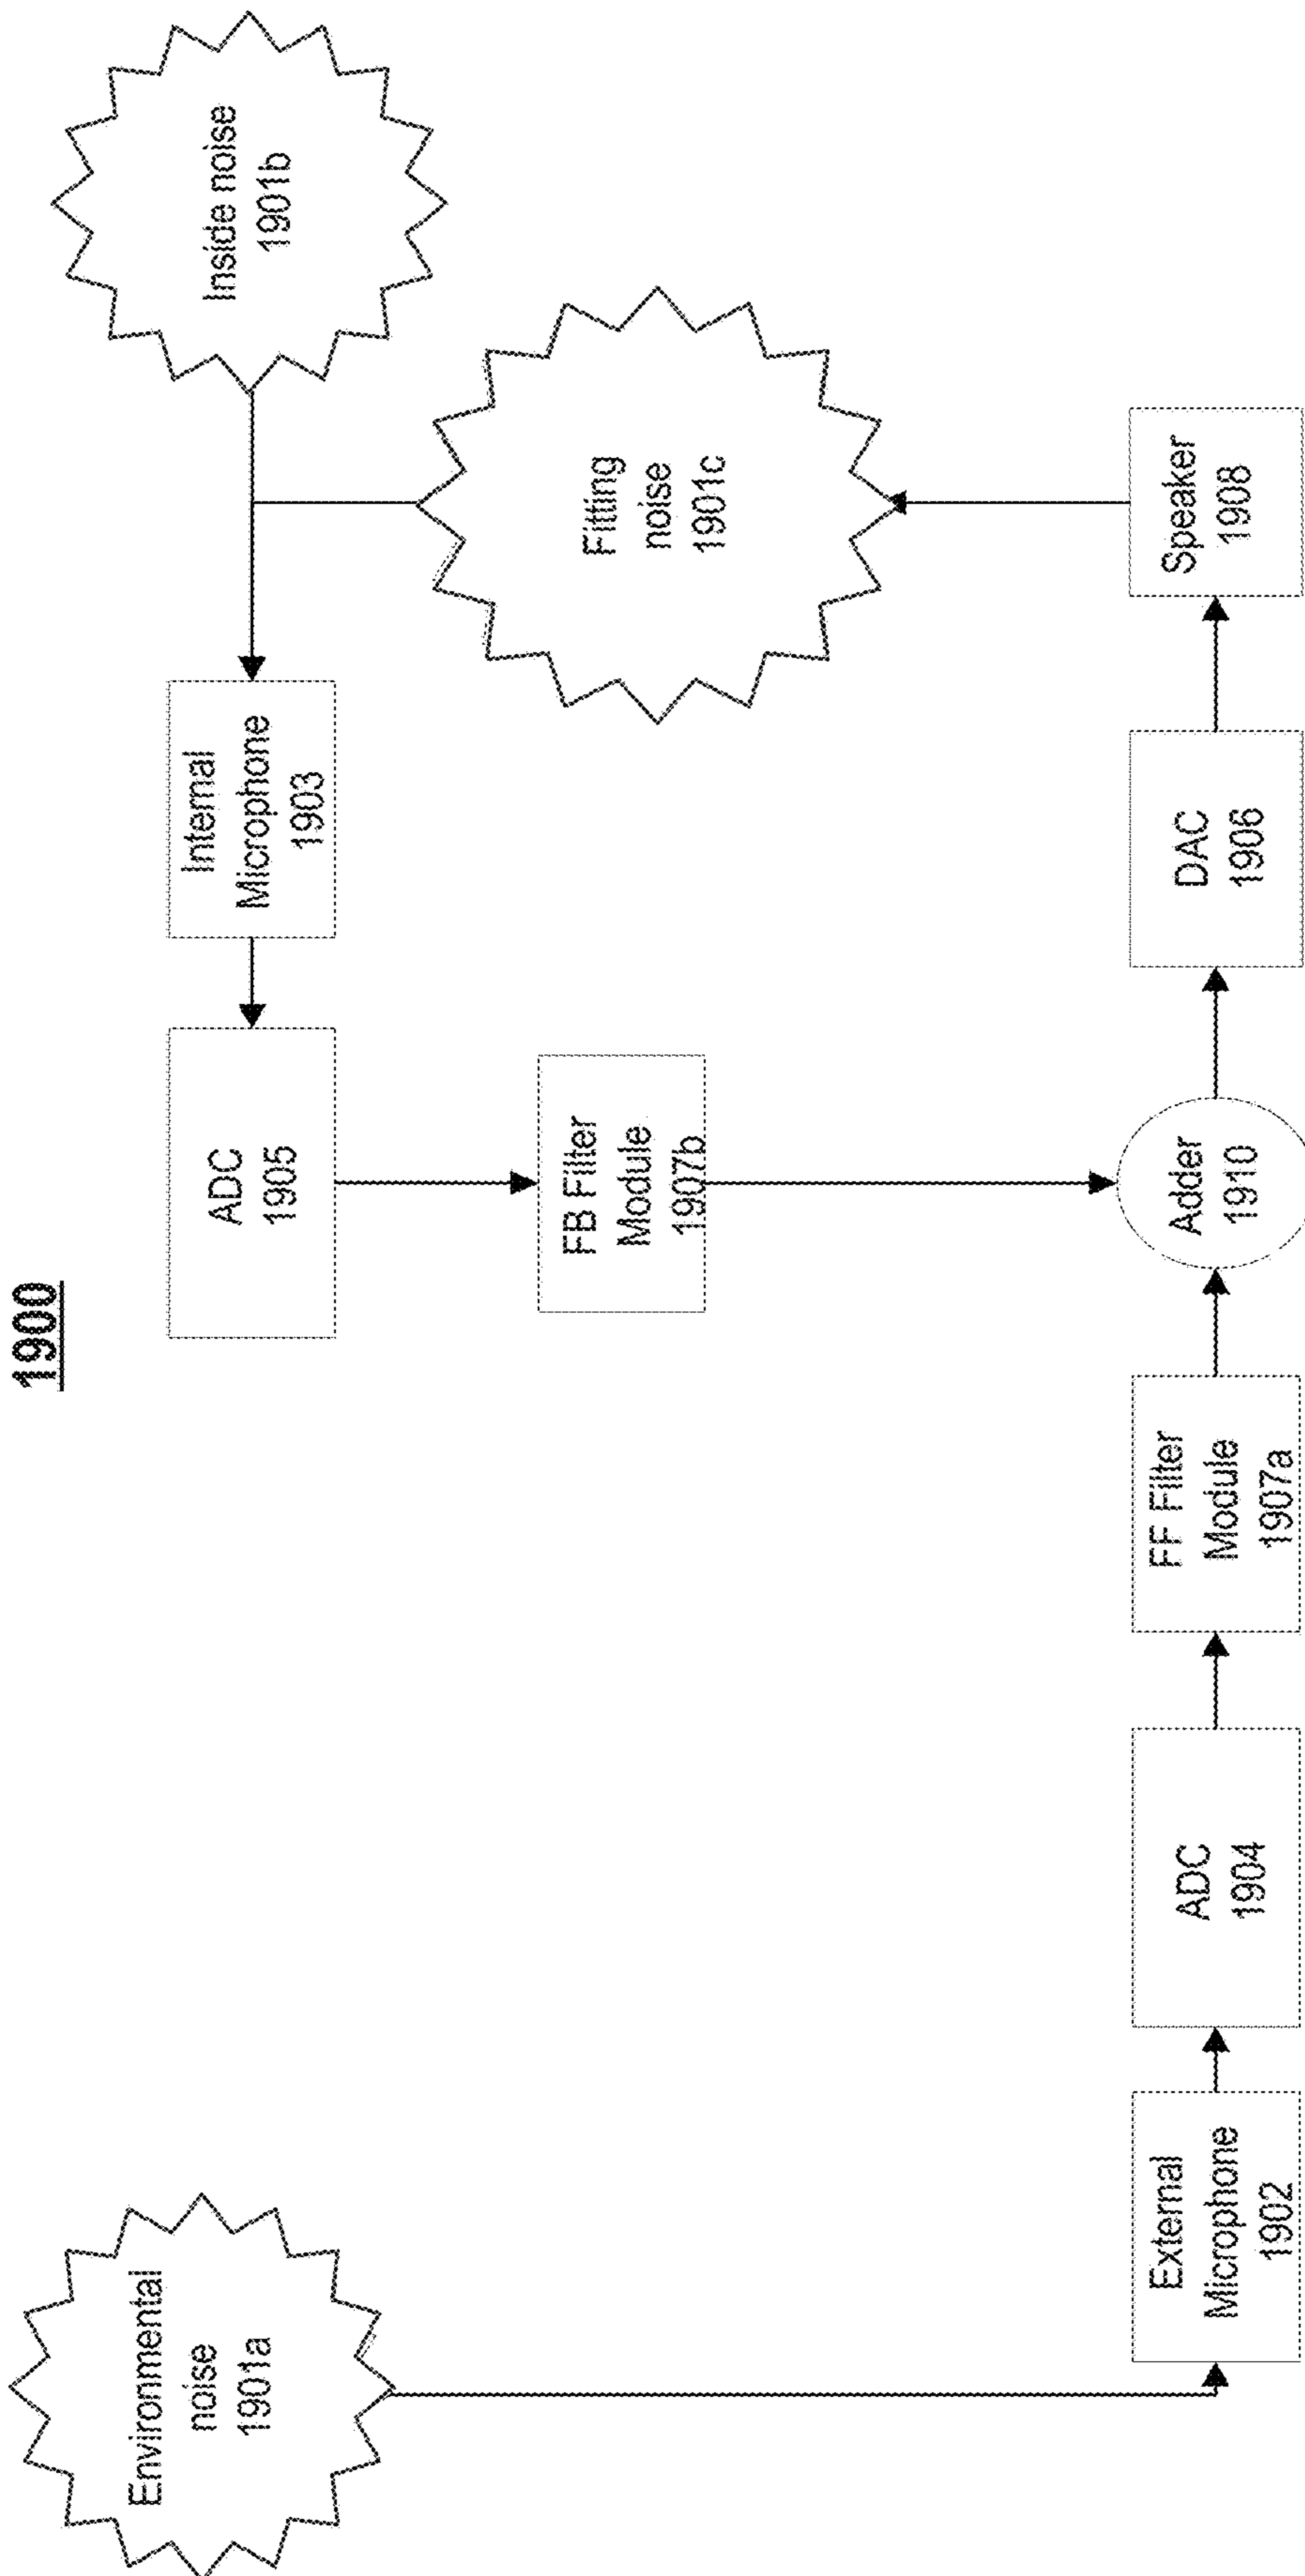 1900
Environmental
noise
1901a
Inside noise
1901b
Internal
Microphone
1903
ADC
1905
FB Filter
Module
1907b
Fitting
noise
1901c
External
Microphone
1902
ADC
1904
FF Filter
Module
1907a
Adder
1910
DAC
1906
Speaker
1908